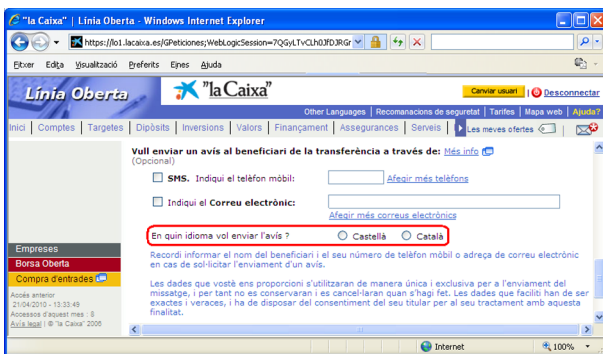 "la Caixa" | Línia Oberta - Windows Internet Explorer
https://lo1.lacaixa.es/GPeticiones;WebLogicSession=7QGyLTvCLh0JfDJRGr
Fitxer Edita Visualització Preferits Eines Ajuda
Línia Oberta
"la Caixa"
Canviar usuari | Desconnectar
Other Languages | Recomanacions de seguretat | Tarifes | Mapa web | Ajuda?
Inici | Comptes | Targetes | Dipòsits | Inversions | Valors | Finançament | Assegurances | Serveis | Les meves ofertes
Vull enviar un avís al beneficiari de la transferència a través de: Més info
(Opcional)
SMS. Indiqui el telèfon mòbil: Afegir més telèfons
Indiqui el Correu electrònic:
Afegir més correus electrònics
En quin idioma vol enviar l'avís ? Castellà Català
Recordi informar el nom del beneficiari i el seu número de telèfon mòbil o adreça de correu electrònic
en cas de sol·licitar l'enviament d'un avís.
Les dades que vostè ens proporcioni s'utilitzaran de manera única i exclusiva per a l'enviament del
missatge, i per tant no es conservaran i es cancel·laran quan s'hagi fet. Les dades que faciliti han de ser
exactes i veraces, i ha de disposar del consentiment del seu titular per al seu tractament amb aquesta
finalitat.
Empreses
Borsa Oberta
Compra d'entrades
Accés anterior
21/04/2010 - 13:33:49
Accessos d'aquest mes : 8
Avís legal | © "la Caixa" 2005
Internet
100%